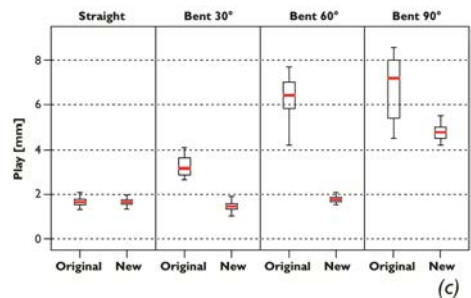 Straight Bent 30° Bent 60° Bent 90°
Play [mm]
8
6
4
2
0
Original New Original New Original New Original New
(c)